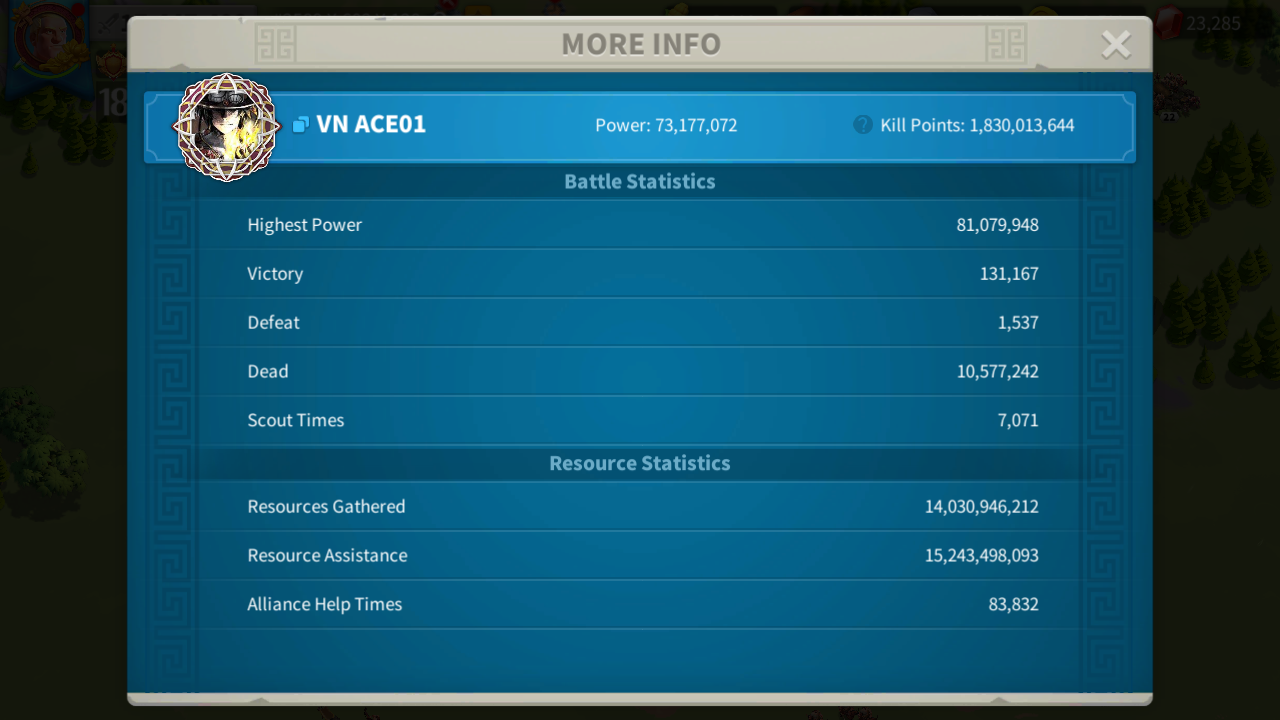 23,285
MORE INFO
18
VN ACE01
Power: 73,177,072
? Kill Points: 1,830,013,644
22
Battle Statistics
Highest Power 81,079,948
Victory 131,167
Defeat 1,537
Dead 10,577,242
Scout Times 7,071
Resource Statistics
Resources Gathered 14,030,946,212
Resource Assistance 15,243,498,093
Alliance Help Times 83,832